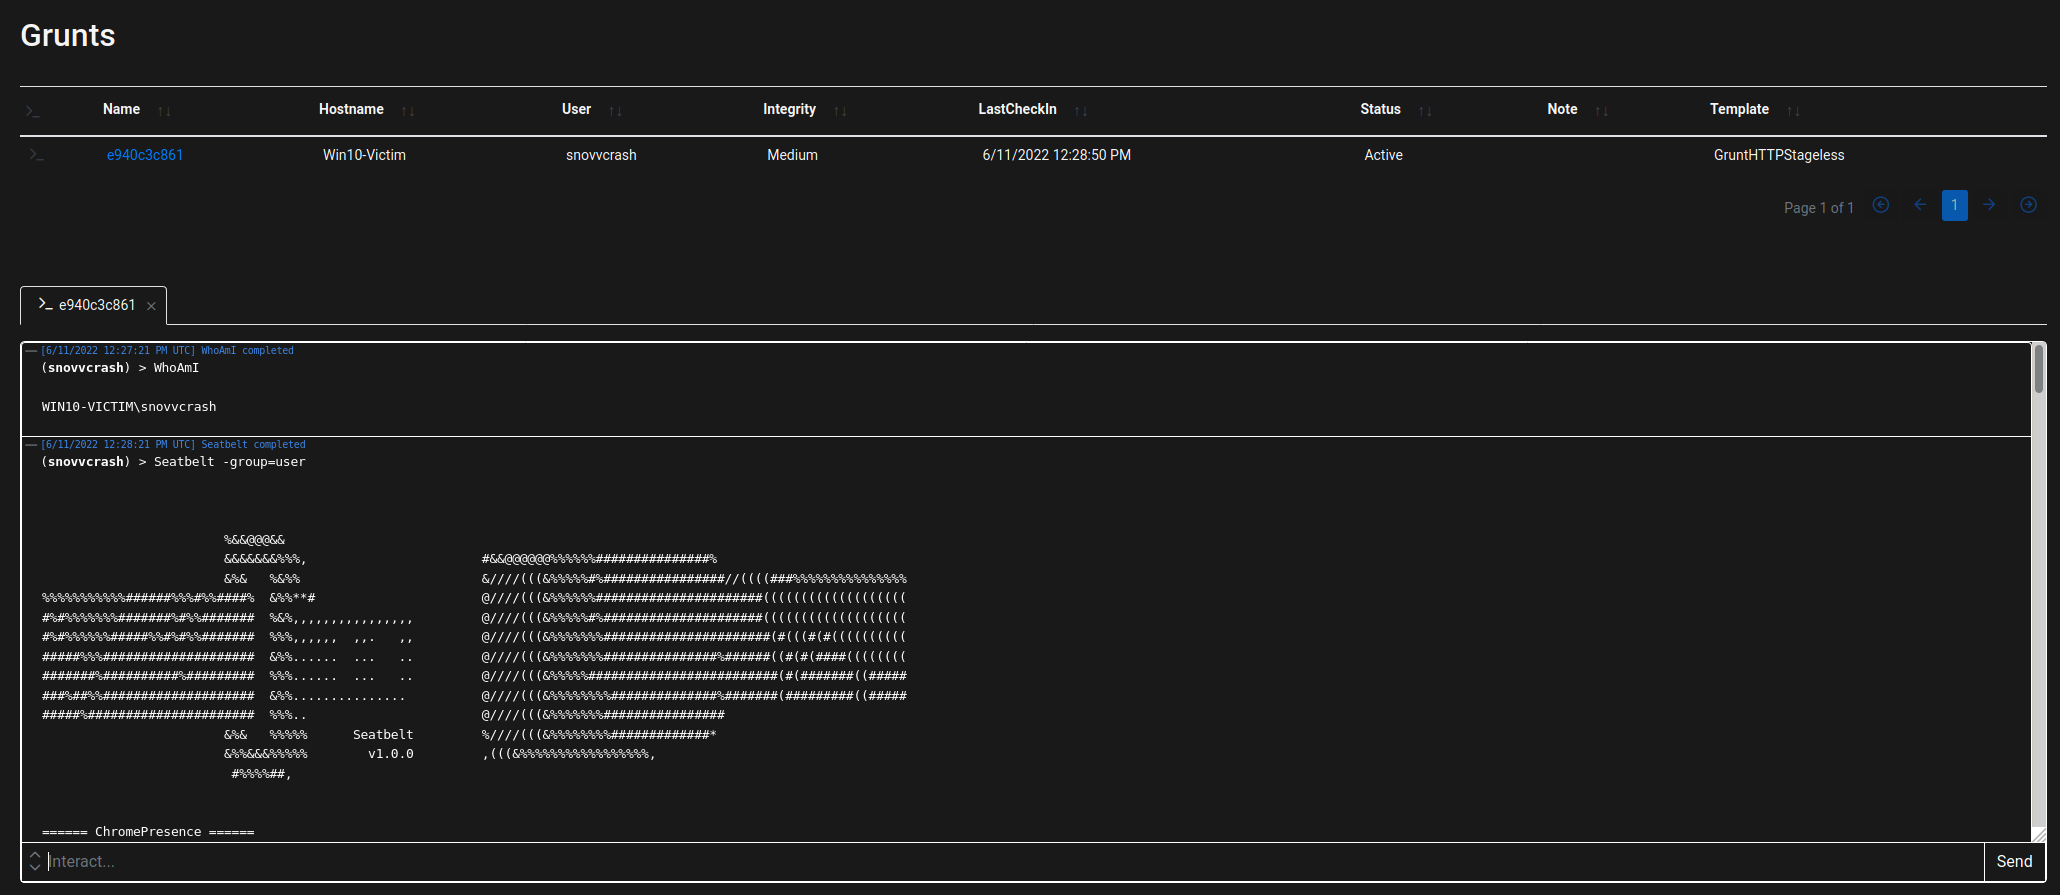 Grunts
Name Hostname User Integrity LastCheckIn Status Note Template
e940c3c861 Win10-Victim snovvcrash Medium 6/11/2022 12:28:50 PM Active GruntHTTPStageless
Page 1 of 1 1
>_ e940c3c861 ×
[6/11/2022 12:27:21 PM UTC] WhoAmI completed
(snovvcrash) > WhoAmI
WIN10-VICTIM\snovvcrash
[6/11/2022 12:28:21 PM UTC] Seatbelt completed
(snovvcrash) > Seatbelt -group=user
Seatbelt
v1.0.0
====== ChromePresence ======
Interact...
Send